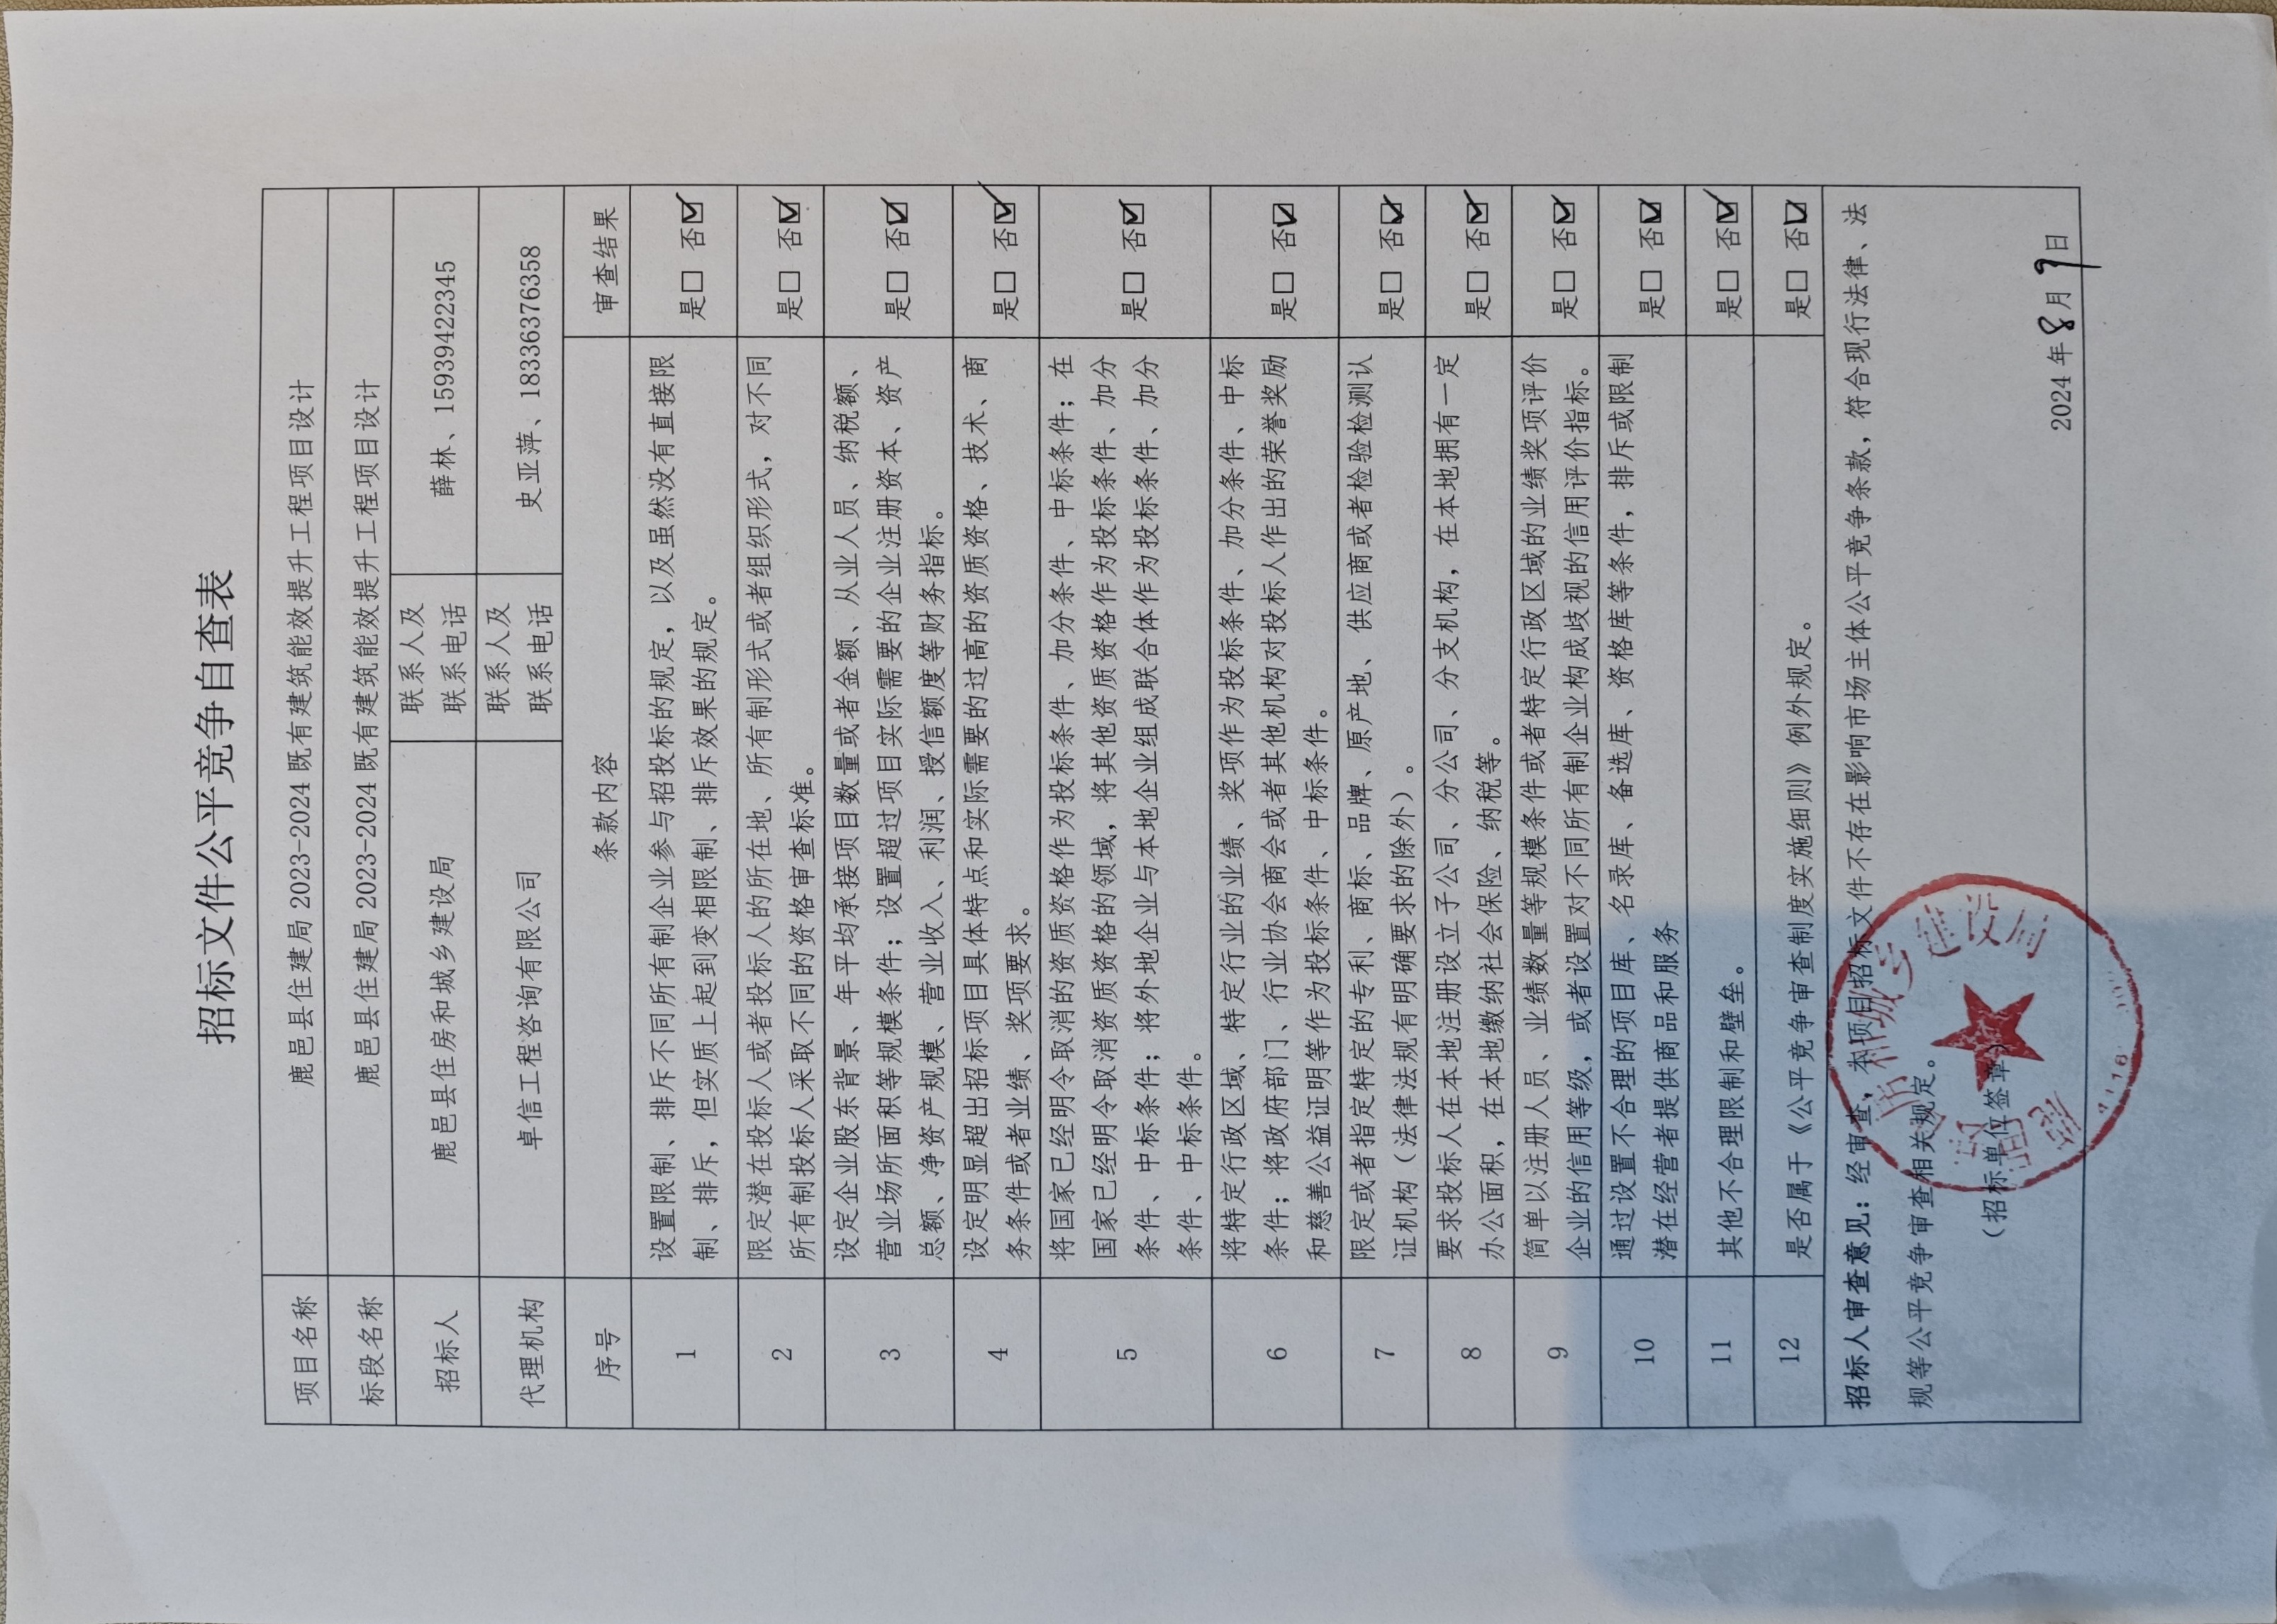 招标文件公平竞争自查表
项目名称 鹿邑县住建局 2023-2024 既有建筑能效提升工程项目设计
标段名称 鹿邑县住建局 2023-2024 既有建筑能效提升工程项目设计
招标人 鹿邑县住房和城乡建设局 联系人及
联系电话 薛林、15939422345
代理机构 卓信工程咨询有限公司 联系人及
联系电话 史亚萍、18336376358
序号 条款内容 审查结果
1 设置限制、排斥不同所有制企业参与招投标的规定，以及虽然没有直接限
制、排斥，但实质上起到变相限制、排斥效果的规定。 是□ 否☑
2 限定潜在投标人或者投标人的所在地、所有制形式或者组织形式，对不同
所有制投标人采取不同的资格审查标准。 是□ 否☑
3 设定企业股东背景、年平均承接项目数量或者金额、从业人员、纳税额、
营业场所面积等规模条件；设置超过项目实际需要的企业注册资本、资产
总额、净资产规模、营业收入、利润、授信额度等财务指标。 是□ 否☑
4 设定明显超出招标项目具体特点和实际需要的过高的资质资格、技术、商
务条件或者业绩、奖项要求。 是□ 否☑
5 将国家已经明令取消的资质资格作为投标条件、加分条件、中标条件；在
国家已经明令取消资质资格的领域，将其他资质资格作为投标条件、加分
条件、中标条件；将外地企业与本地企业组成联合体作为投标条件、加分
条件、中标条件。 是□ 否☑
6 将特定行政区域、特定行业的业绩、奖项作为投标条件、加分条件、中标
条件；将政府部门、行业协会商会或者其他机构对投标人作出的荣誉奖励
和慈善公益证明等作为投标条件、中标条件。 是□ 否☑
7 限定或者指定特定的专利、商标、品牌、原产地、供应商或者检验检测认
证机构（法律法规有明确要求的除外）。 是□ 否☑
8 要求投标人在本地注册设立子公司、分公司、分支机构，在本地拥有一定
办公面积，在本地缴纳社会保险、纳税等。 是□ 否☑
9 简单以注册人员、业绩数量等规模条件或者特定行政区域的业绩奖项评价
企业的信用等级，或者设置对不同所有制企业构成歧视的信用评价指标。 是□ 否☑
10 通过设置不合理的项目库、名录库、备选库、资格库等条件，排斥或限制
潜在经营者提供商品和服务 是□ 否☑
11 其他不合理限制和壁垒。 是□ 否☑
12 是否属于《公平竞争审查制度实施细则》例外规定。 是□ 否☑
招标人审查意见：经审查，本项目招标文件不存在影响市场主体公平竞争条款，符合现行法律、法
规等公平竞争审查相关规定。
（招标单位签章）
2024 年 8 月 9 日